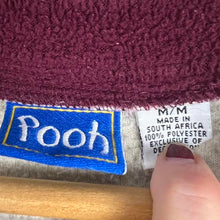 Pooh
M/M
MADE IN
SOUTH AFRICA
100% POLYESTER
EXCLUSIVE OF